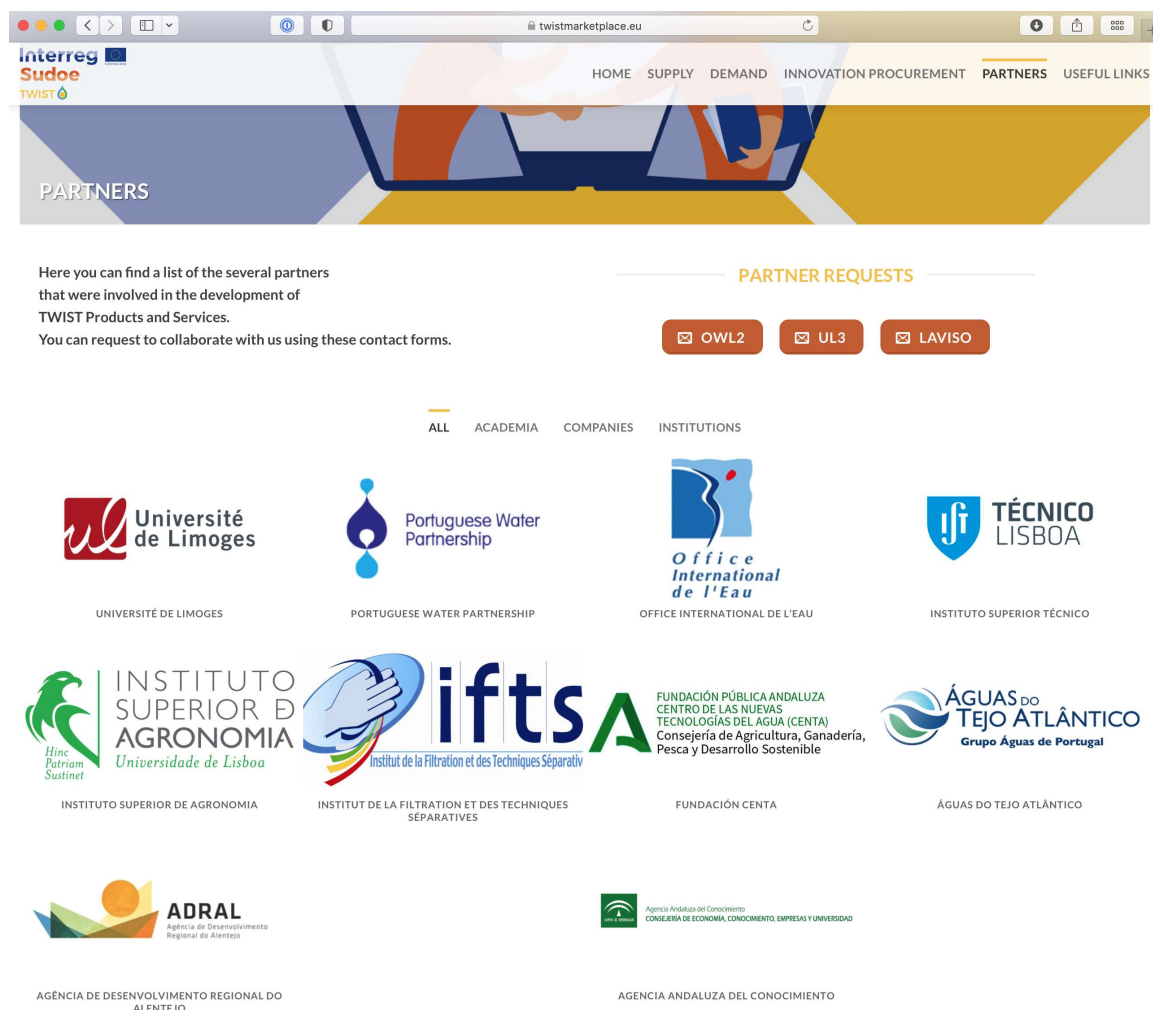 twistmarketplace.eu
Interreg
Sudoe
TWIST
HOME SUPPLY DEMAND INNOVATION PROCUREMENT PARTNERS USEFUL LINKS
PARTNERS
Here you can find a list of the several partners
that were involved in the development of
TWIST Products and Services.
You can request to collaborate with us using these contact forms.
PARTNER REQUESTS
OWL2 UL3 LAVISO
ALL ACADEMIA COMPANIES INSTITUTIONS
ul Université
de Limoges
Portuguese Water
Partnership
Office
International
de l'Eau
TÉCNICO
LISBOA
UNIVERSITÉ DE LIMOGES
PORTUGUESE WATER PARTNERSHIP
OFFICE INTERNATIONAL DE L'EAU
INSTITUTO SUPERIOR TÉCNICO
INSTITUTO
SUPERIOR D
AGRONOMIA
Universidade de Lisboa
Hinc
Patriam
Sustinet
ifts
Institut de la Filtration et des Techniques Séparativ
FUNDACIÓN PÚBLICA ANDALUZA
CENTRO DE LAS NUEVAS
TECNOLOGÍAS DEL AGUA (CENTA)
Consejería de Agricultura, Ganadería,
Pesca y Desarrollo Sostenible
ÁGUAS DO
TEJO ATLÂNTICO
Grupo Águas de Portugal
INSTITUTO SUPERIOR DE AGRONOMIA
INSTITUT DE LA FILTRATION ET DES TECHNIQUES
SÉPARATIVES
FUNDACIÓN CENTA
ÁGUAS DO TEJO ATLÂNTICO
ADRAL
Agência de Desenvolvimento
Regional do Alentejo
Agencia Andaluza del Conocimiento
CONSEJERÍA DE ECONOMÍA, CONOCIMIENTO, EMPRESAS Y UNIVERSIDAD
AGÊNCIA DE DESENVOLVIMENTO REGIONAL DO
ALENTEJO
AGENCIA ANDALUZA DEL CONOCIMIENTO